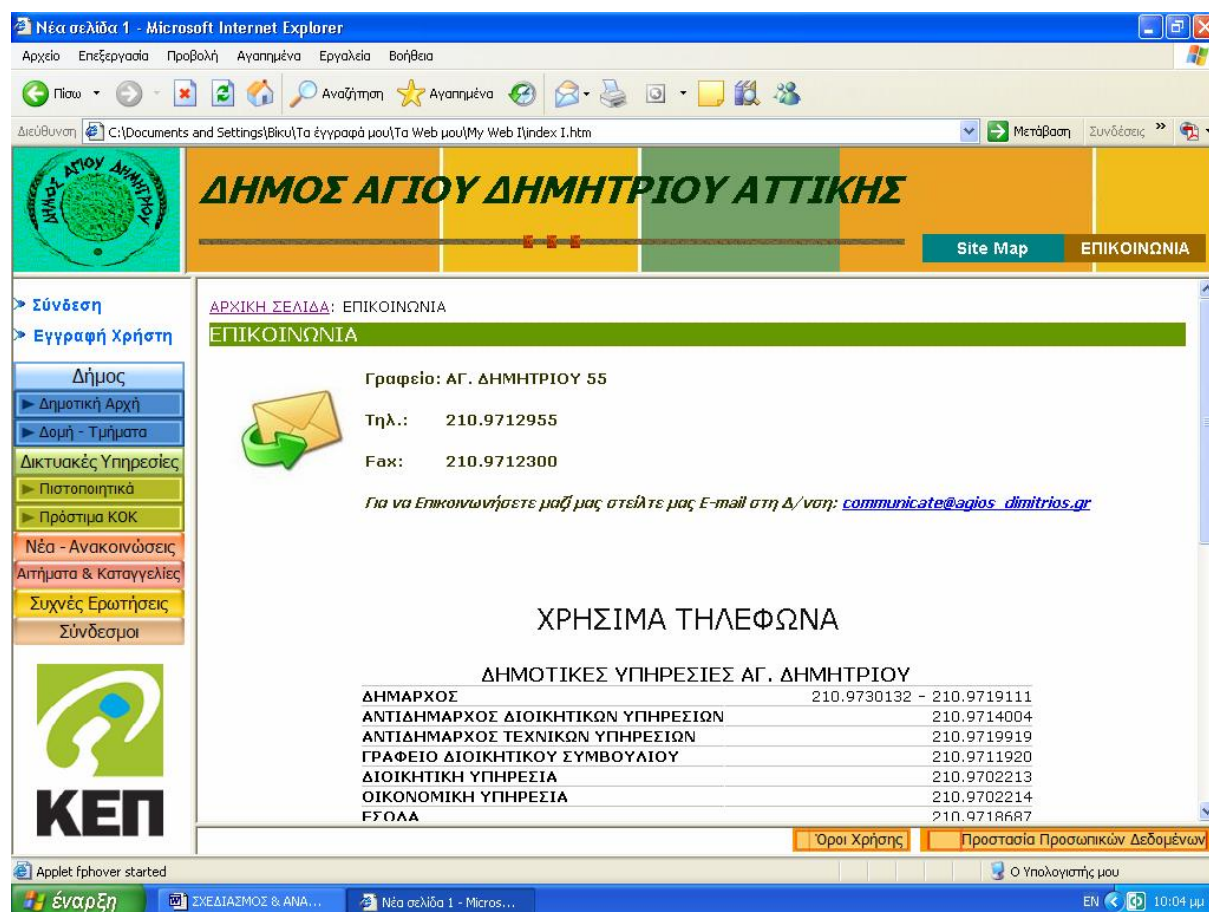 Νέα σελίδα 1 - Microsoft Internet Explorer
Αρχείο Επεξεργασία Προβολή Αγαπημένα Εργαλεία Βοήθεια
Πίσω Αναζήτηση Αγαπημένα
Διεύθυνση C:\Documents and Settings\Βίκυ\Τα έγγραφά μου\Τα Web μου\My Web I\index I.htm Μετάβαση Συνδέσεις »
ΔΗΜΟΣ ΑΓΙΟΥ ΔΗΜΗΤΡΙΟΥ
ΔΗΜΟΣ ΑΓΙΟΥ ΔΗΜΗΤΡΙΟΥ ΑΤΤΙΚΗΣ
Site Map ΕΠΙΚΟΙΝΩΝΙΑ
Σύνδεση
Εγγραφή Χρήστη
Δήμος
Δημοτική Αρχή
Δομή - Τμήματα
Δικτυακές Υπηρεσίες
Πιστοποιητικά
Πρόστιμα ΚΟΚ
Νέα - Ανακοινώσεις
Αιτήματα & Καταγγελίες
Συχνές Ερωτήσεις
Σύνδεσμοι
ΚΕΠ
ΑΡΧΙΚΗ ΣΕΛΙΔΑ: ΕΠΙΚΟΙΝΩΝΙΑ
ΕΠΙΚΟΙΝΩΝΙΑ
Γραφείο: ΑΓ. ΔΗΜΗΤΡΙΟΥ 55
Τηλ.: 210.9712955
Fax: 210.9712300
Για να Επικοινωνήσετε μαζί μας στείλτε μας E-mail στη Δ/νση: communicate@agios_dimitrios.gr
ΧΡΗΣΙΜΑ ΤΗΛΕΦΩΝΑ
ΔΗΜΟΤΙΚΕΣ ΥΠΗΡΕΣΙΕΣ ΑΓ. ΔΗΜΗΤΡΙΟΥ
ΔΗΜΑΡΧΟΣ 210.9730132 - 210.9719111
ΑΝΤΙΔΗΜΑΡΧΟΣ ΔΙΟΙΚΗΤΙΚΩΝ ΥΠΗΡΕΣΙΩΝ 210.9714004
ΑΝΤΙΔΗΜΑΡΧΟΣ ΤΕΧΝΙΚΩΝ ΥΠΗΡΕΣΙΩΝ 210.9719919
ΓΡΑΦΕΙΟ ΔΙΟΙΚΗΤΙΚΟΥ ΣΥΜΒΟΥΛΙΟΥ 210.9711920
ΔΙΟΙΚΗΤΙΚΗ ΥΠΗΡΕΣΙΑ 210.9702213
ΟΙΚΟΝΟΜΙΚΗ ΥΠΗΡΕΣΙΑ 210.9702214
ΕΣΟΔΑ 210.9718687
Όροι Χρήσης Προστασία Προσωπικών Δεδομένων
Applet fphover started Ο Υπολογιστής μου
έναρξη ΣΧΕΔΙΑΣΜΟΣ & ΑΝΑ... Νέα σελίδα 1 - Micros... EN 10:04 μμ